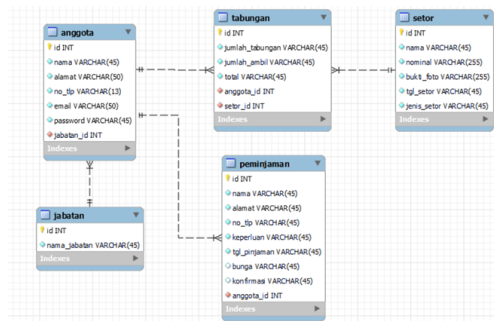 anggota
id INT
nama VARCHAR(45)
alamat VARCHAR(50)
no_tlp VARCHAR(13)
email VARCHAR(50)
password VARCHAR(45)
jabatan_id INT
Indexes
tabungan
id INT
jumlah_tabungan VARCHAR(45)
jumlah_ambil VARCHAR(45)
total VARCHAR(45)
anggota_id INT
setor_id INT
Indexes
setor
id INT
nama VARCHAR(45)
nominal VARCHAR(255)
bukti_foto VARCHAR(255)
tgl_setor VARCHAR(45)
jenis_setor VARCHAR(45)
Indexes
jabatan
id INT
nama_jabatan VARCHAR(45)
Indexes
peminjaman
id INT
nama VARCHAR(45)
alamat VARCHAR(45)
no_tlp VARCHAR(45)
keperluan VARCHAR(45)
tgl_pinjaman VARCHAR(45)
bunga VARCHAR(45)
konfirmasi VARCHAR(45)
anggota_id INT
Indexes